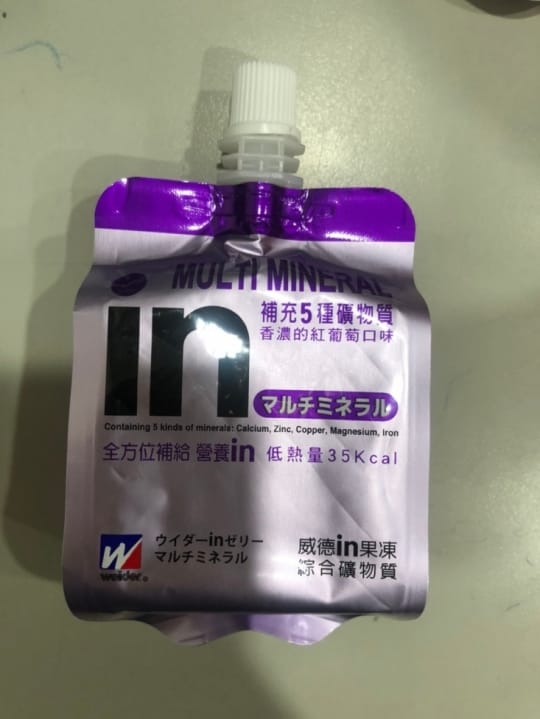 MULTI MINERAL
in
補充5種礦物質
香濃的紅葡萄口味
マルチミネラル
Containing 5 kinds of minerals: Calcium, Zinc, Copper, Magnesium, Iron
全方位補給 營養in 低熱量35Kcal
W
weider®
ウイダーinゼリー
マルチミネラル
威德in果凍
綜合礦物質